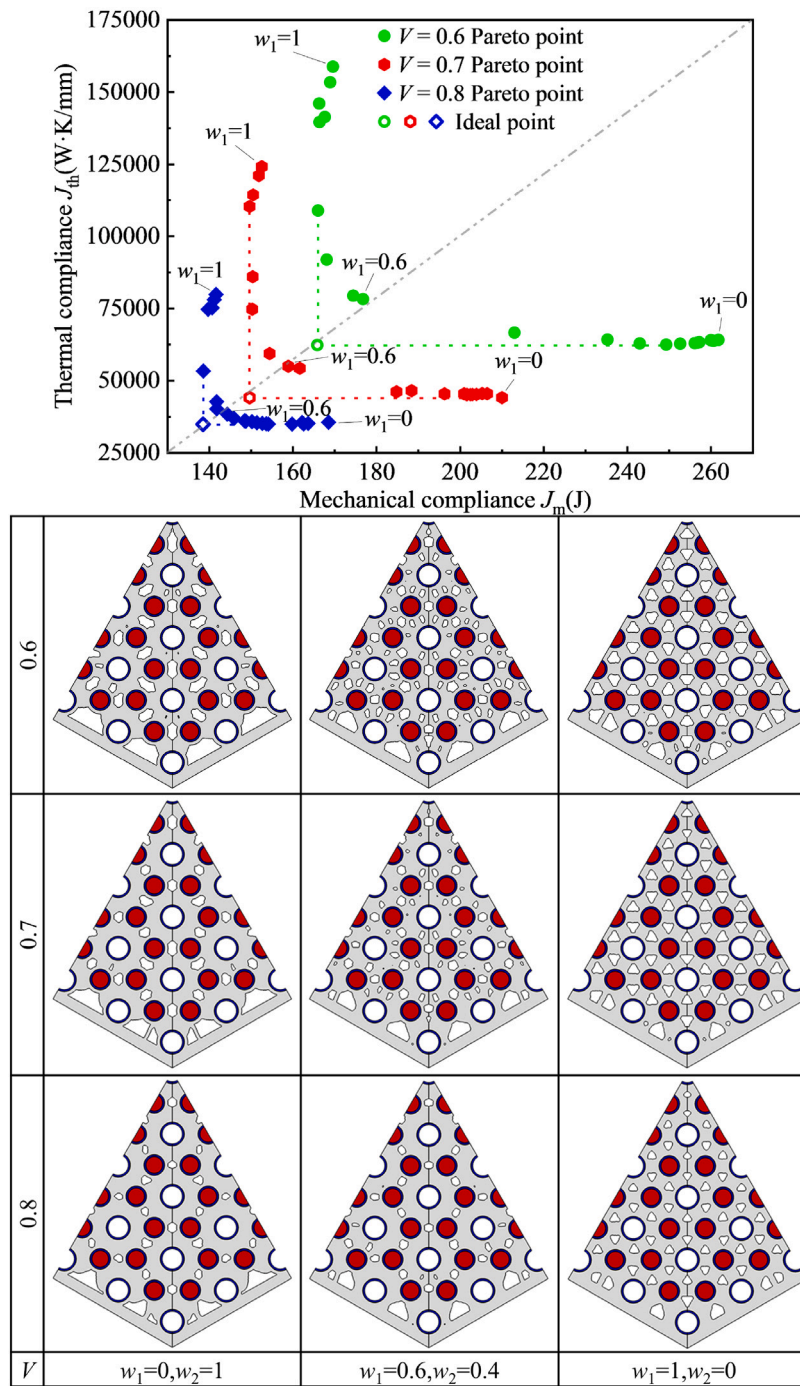 Thermal compliance Jth(W·K/mm)
175000
150000
125000
100000
75000
50000
25000
w1=1
V = 0.6 Pareto point
V = 0.7 Pareto point
V = 0.8 Pareto point
Ideal point
w1=1
w1=1
w1=0.6
w1=0
w1=0.6
w1=0
w1=0.6
w1=0
140 160 180 200 220 240 260
Mechanical compliance Jm(J)
0.6
0.7
0.8
V w1=0,w2=1 w1=0.6,w2=0.4 w1=1,w2=0